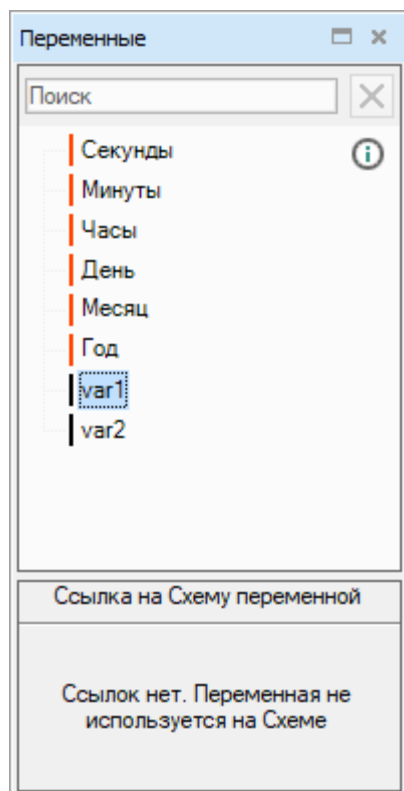 Переменные
Поиск
Секунды
Минуты
Часы
День
Месяц
Год
var1
var2
Ссылка на Схему переменной
Ссылок нет. Переменная не
используется на Схеме